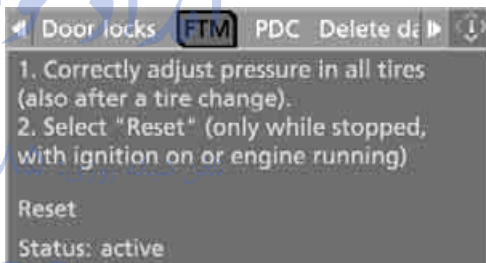 Door locks FTM PDC Delete da
1. Correctly adjust pressure in all tires
(also after a tire change).
2. Select "Reset" (only while stopped,
with ignition on or engine running)
Reset
Status: active